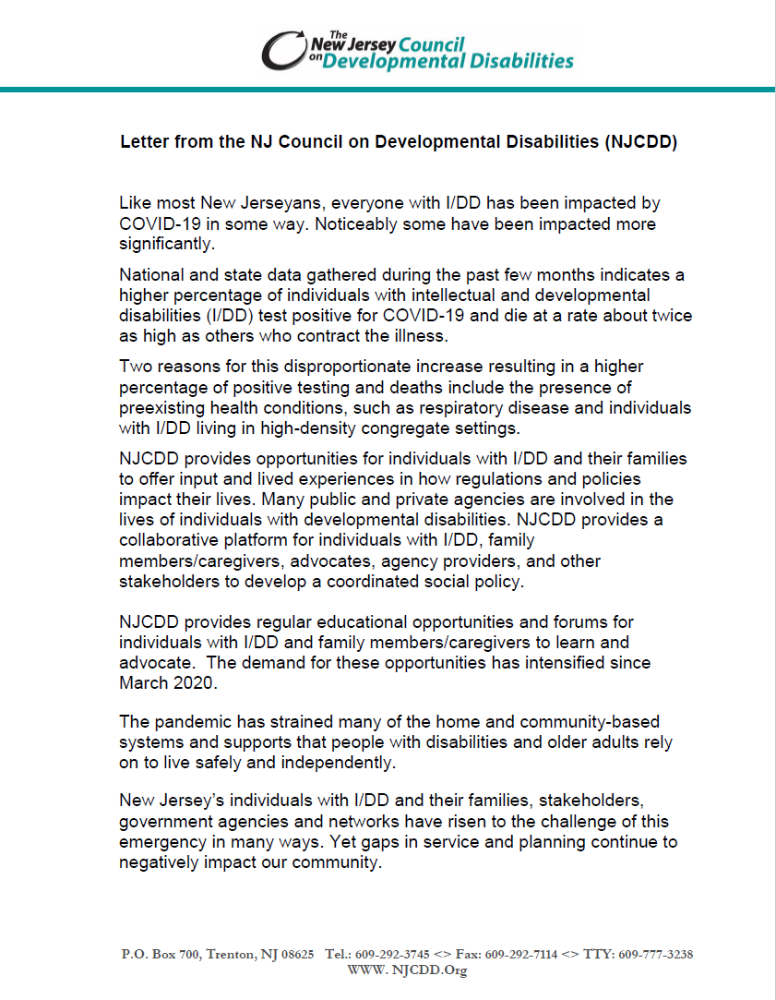 The
New Jersey Council
on Developmental Disabilities
Letter from the NJ Council on Developmental Disabilities (NJCDD)
Like most New Jerseyans, everyone with I/DD has been impacted by
COVID-19 in some way. Noticeably some have been impacted more
significantly.
National and state data gathered during the past few months indicates a
higher percentage of individuals with intellectual and developmental
disabilities (I/DD) test positive for COVID-19 and die at a rate about twice
as high as others who contract the illness.
Two reasons for this disproportionate increase resulting in a higher
percentage of positive testing and deaths include the presence of
preexisting health conditions, such as respiratory disease and individuals
with I/DD living in high-density congregate settings.
NJCDD provides opportunities for individuals with I/DD and their families
to offer input and lived experiences in how regulations and policies
impact their lives. Many public and private agencies are involved in the
lives of individuals with developmental disabilities. NJCDD provides a
collaborative platform for individuals with I/DD, family
members/caregivers, advocates, agency providers, and other
stakeholders to develop a coordinated social policy.
NJCDD provides regular educational opportunities and forums for
individuals with I/DD and family members/caregivers to learn and
advocate.  The demand for these opportunities has intensified since
March 2020.
The pandemic has strained many of the home and community-based
systems and supports that people with disabilities and older adults rely
on to live safely and independently.
New Jersey's individuals with I/DD and their families, stakeholders,
government agencies and networks have risen to the challenge of this
emergency in many ways. Yet gaps in service and planning continue to
negatively impact our community.
P.O. Box 700, Trenton, NJ 08625   Tel.: 609-292-3745 <> Fax: 609-292-7114 <> TTY: 609-777-3238
WWW. NJCDD.Org